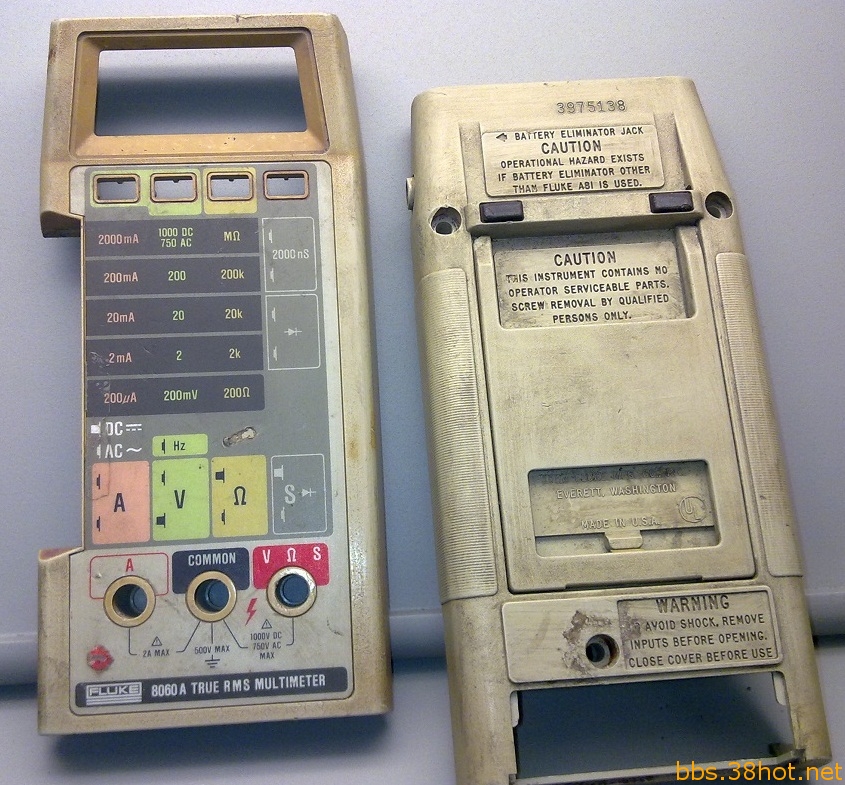 2000mA
1000 DC
750 AC
MΩ
2000nS
200mA
200
200k
20mA
20
20k
2mA
2
2k
200µA
200mV
200Ω
DC
AC
Hz
A
V
Ω
S
A
COMMON
V Ω S
2A MAX
500V MAX
1000V DC
750V AC
MAX
FLUKE
8060A TRUE RMS MULTIMETER
3975138
BATTERY ELIMINATOR JACK
CAUTION
OPERATIONAL HAZARD EXISTS
IF BATTERY ELIMINATOR OTHER
THAN FLUKE A81 IS USED.
CAUTION
THIS INSTRUMENT CONTAINS NO
OPERATOR SERVICEABLE PARTS.
SCREW REMOVAL BY QUALIFIED
PERSONS ONLY.
EVERETT, WASHINGTON
MADE IN U.S.A.
UL
WARNING
TO AVOID SHOCK, REMOVE
INPUTS BEFORE OPENING.
CLOSE COVER BEFORE USE
bbs.38hot.net